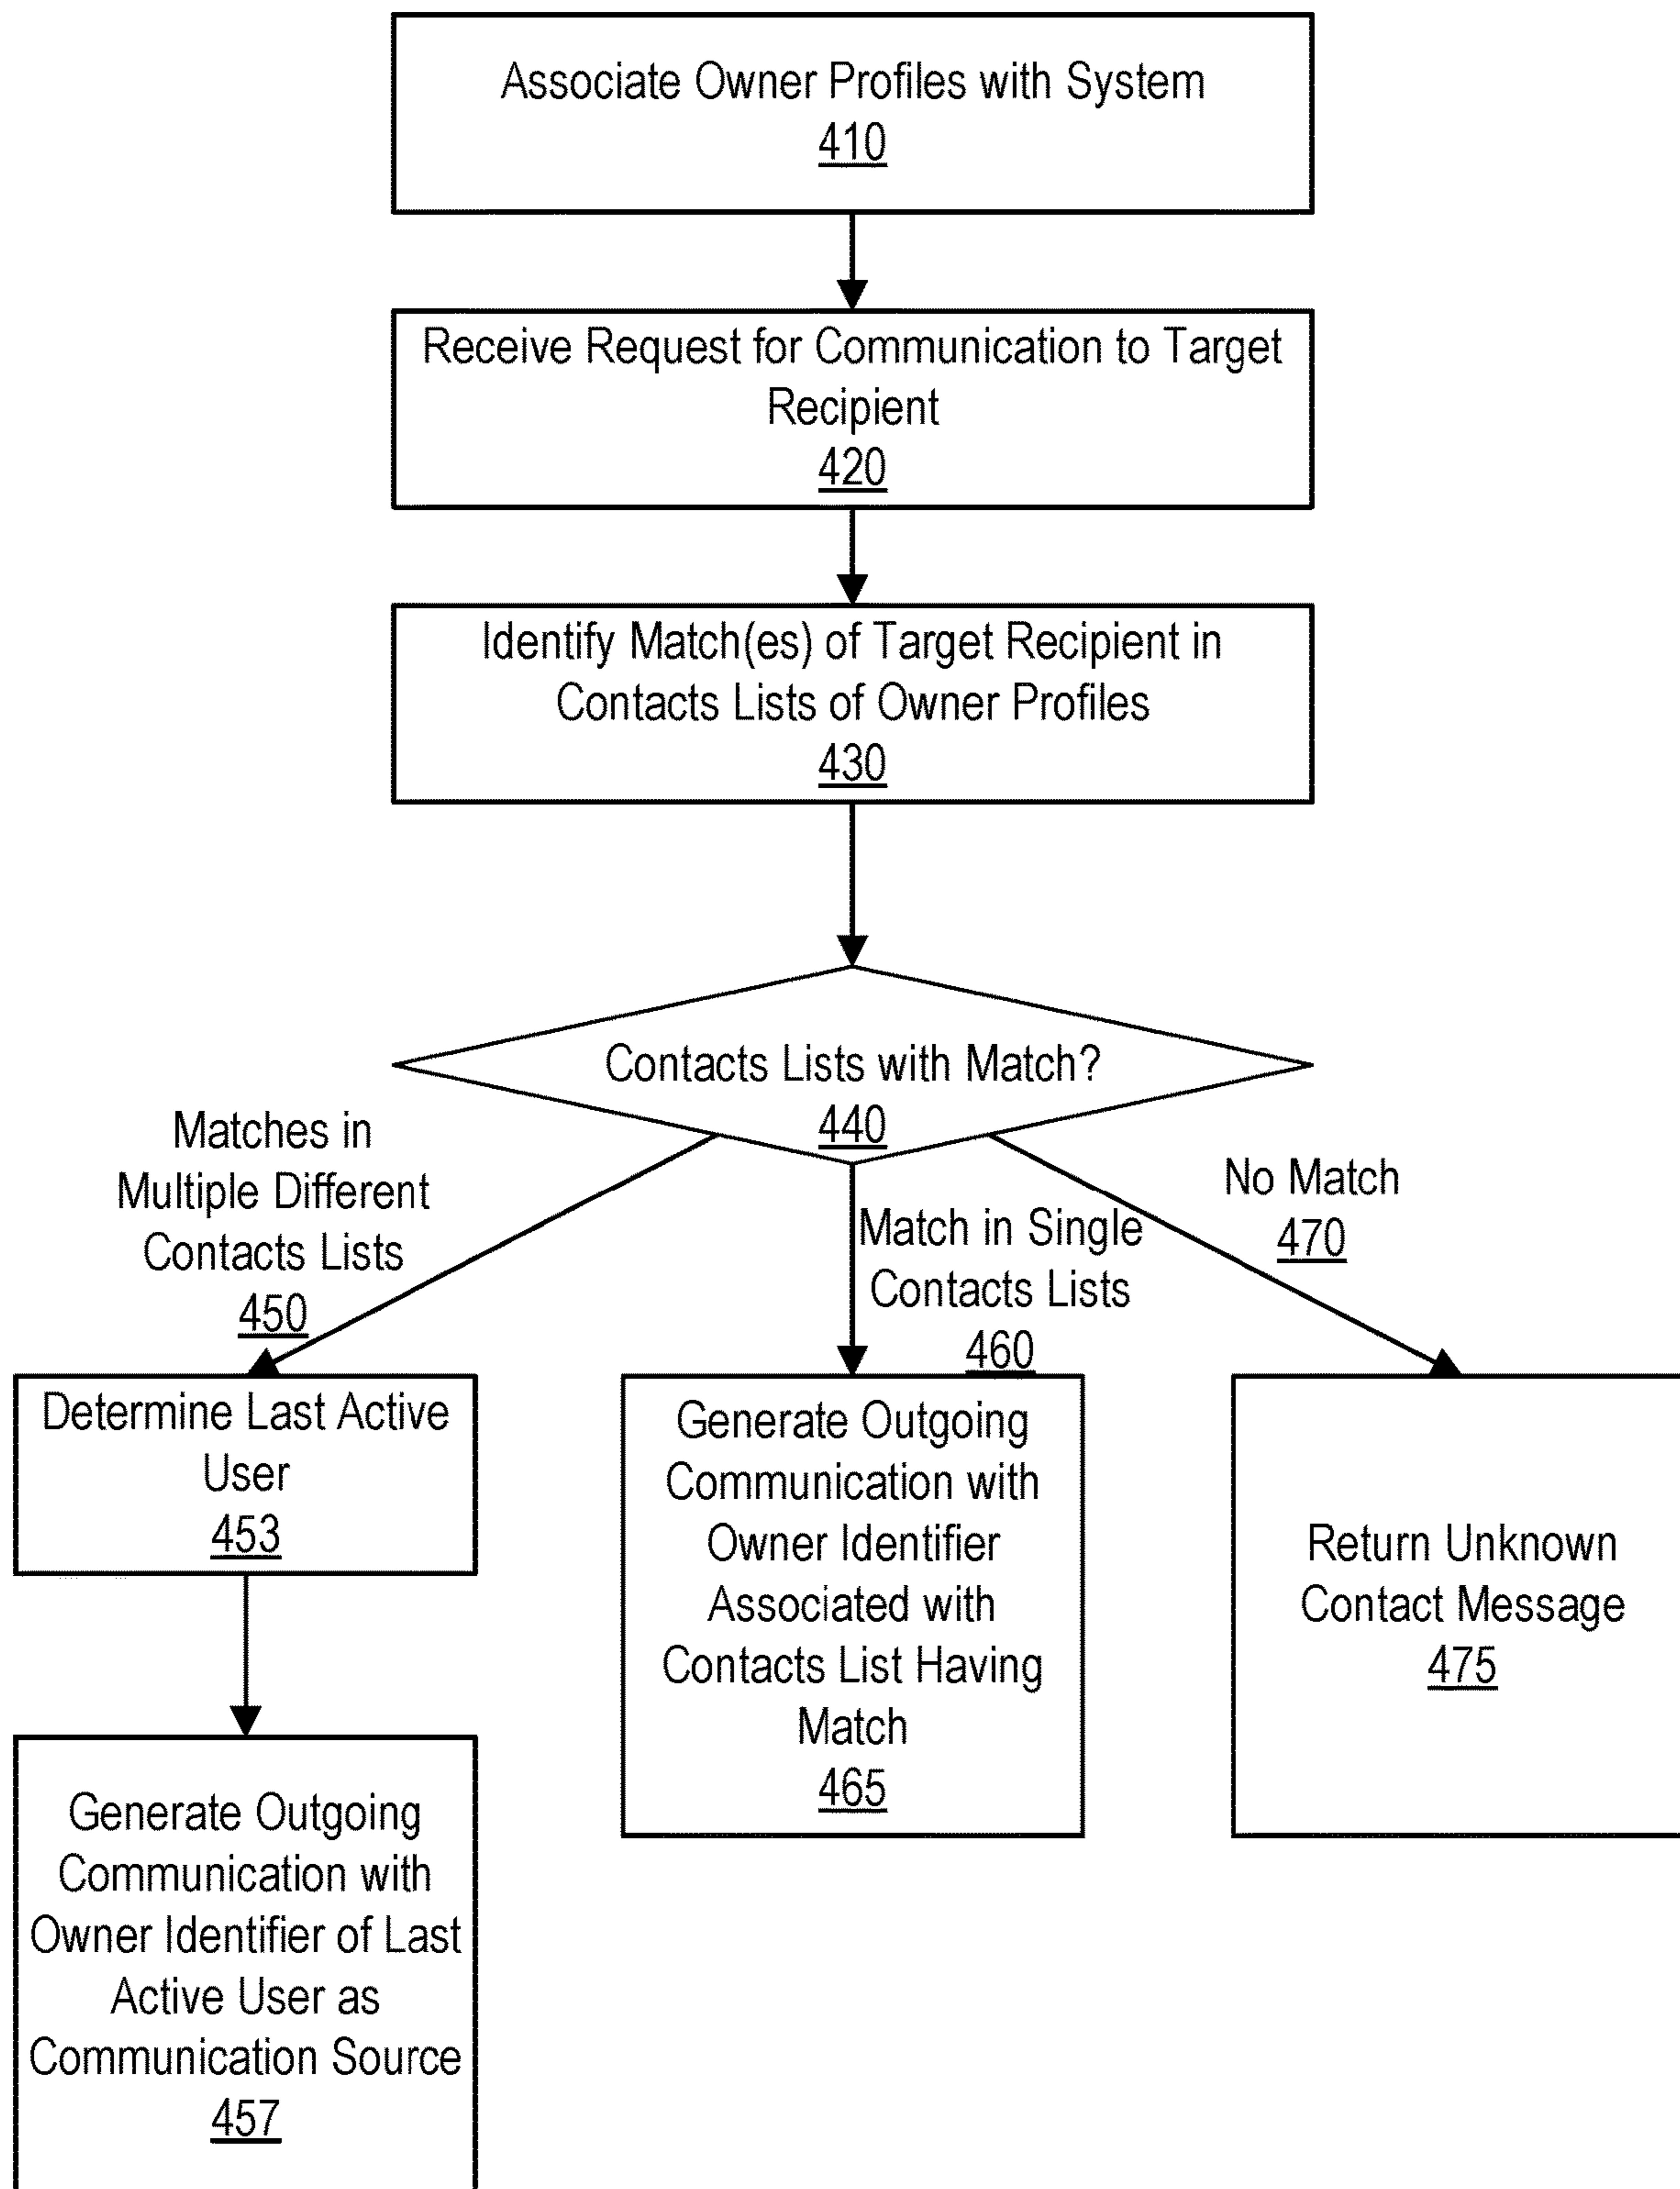 Associate Owner Profiles with System
410
Receive Request for Communication to Target
Recipient
420
Identify Match(es) of Target Recipient in
Contacts Lists of Owner Profiles
430
Contacts Lists with Match?
440
Matches in
Multiple Different
Contacts Lists
450
Match in Single
Contacts Lists
460
No Match
470
Determine Last Active
User
453
Generate Outgoing
Communication with
Owner Identifier of Last
Active User as
Communication Source
457
Generate Outgoing
Communication with
Owner Identifier
Associated with
Contacts List Having
Match
465
Return Unknown
Contact Message
475